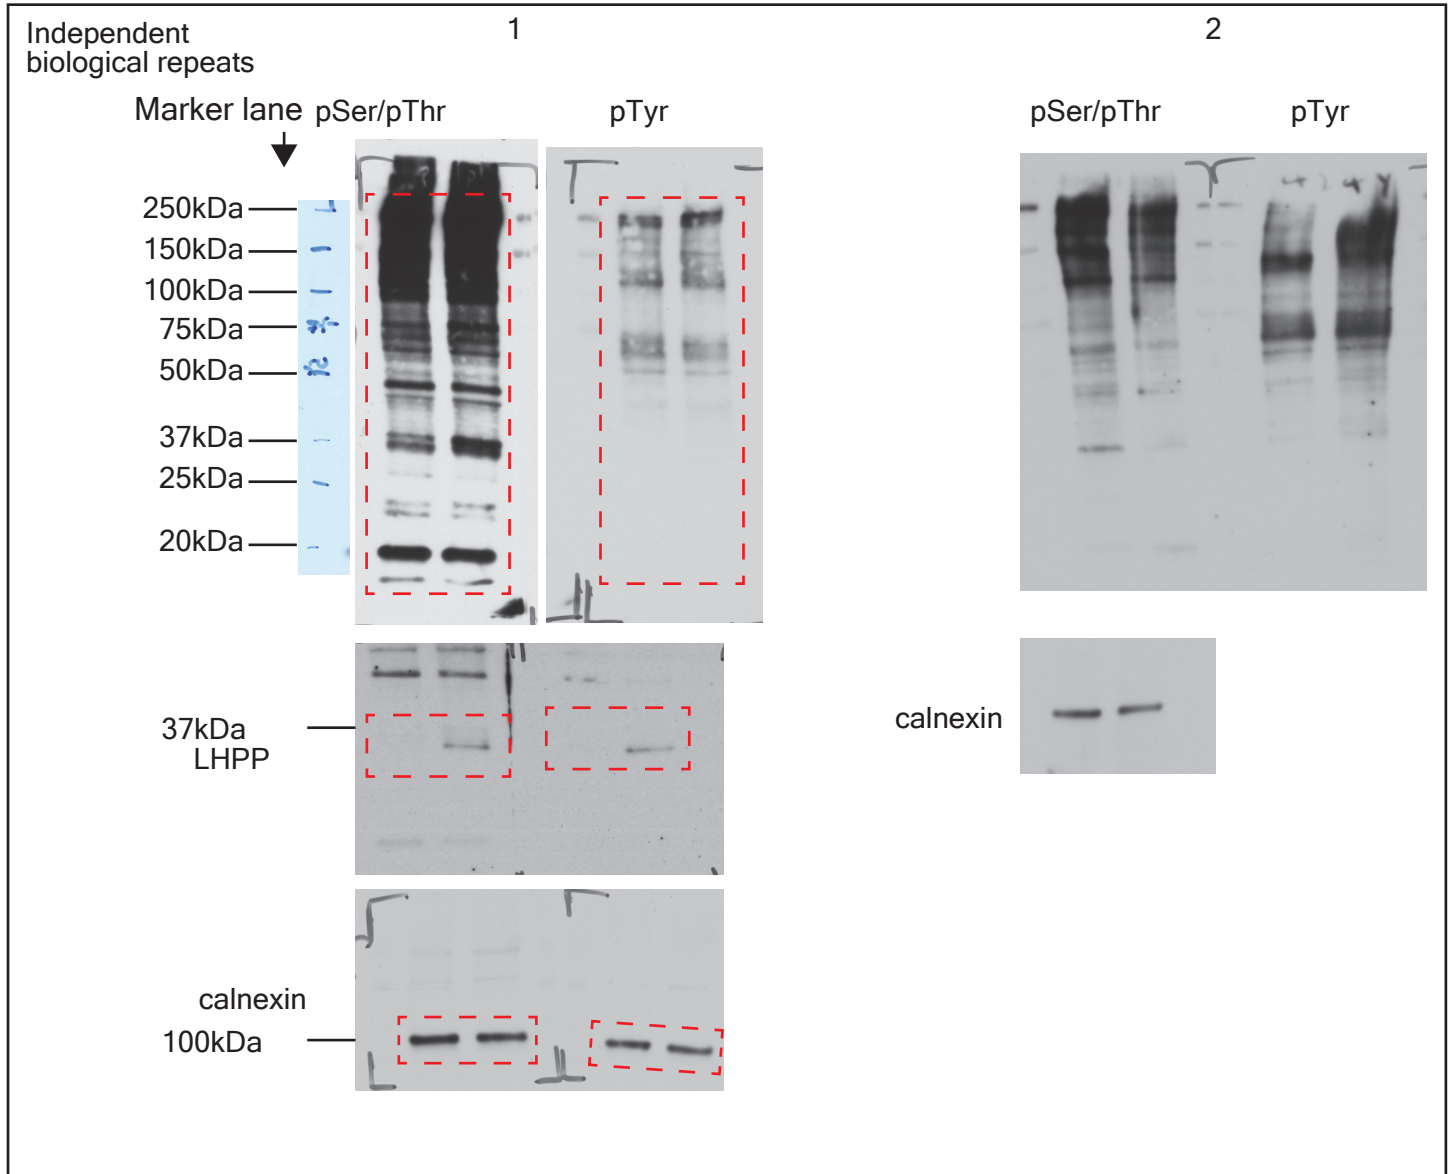 Independent
biological repeats
1
2
Marker lane
pSer/pThr
pTyr
pSer/pThr
pTyr
250kDa
150kDa
100kDa
75kDa
50kDa
37kDa
25kDa
20kDa
37kDa
LHPP
calnexin
calnexin
100kDa